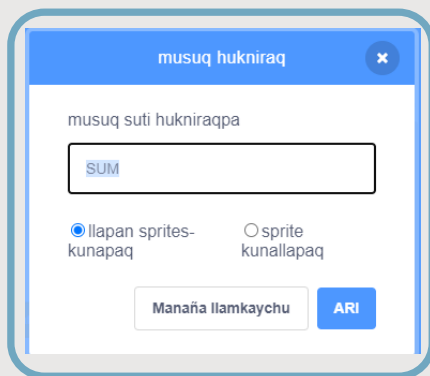 musuq hukniraq
musuq suti hukniraqpa
SUM
llapan sprites-
kunapaq
sprite
kunallapaq
Manaña llamkaychu
ARI